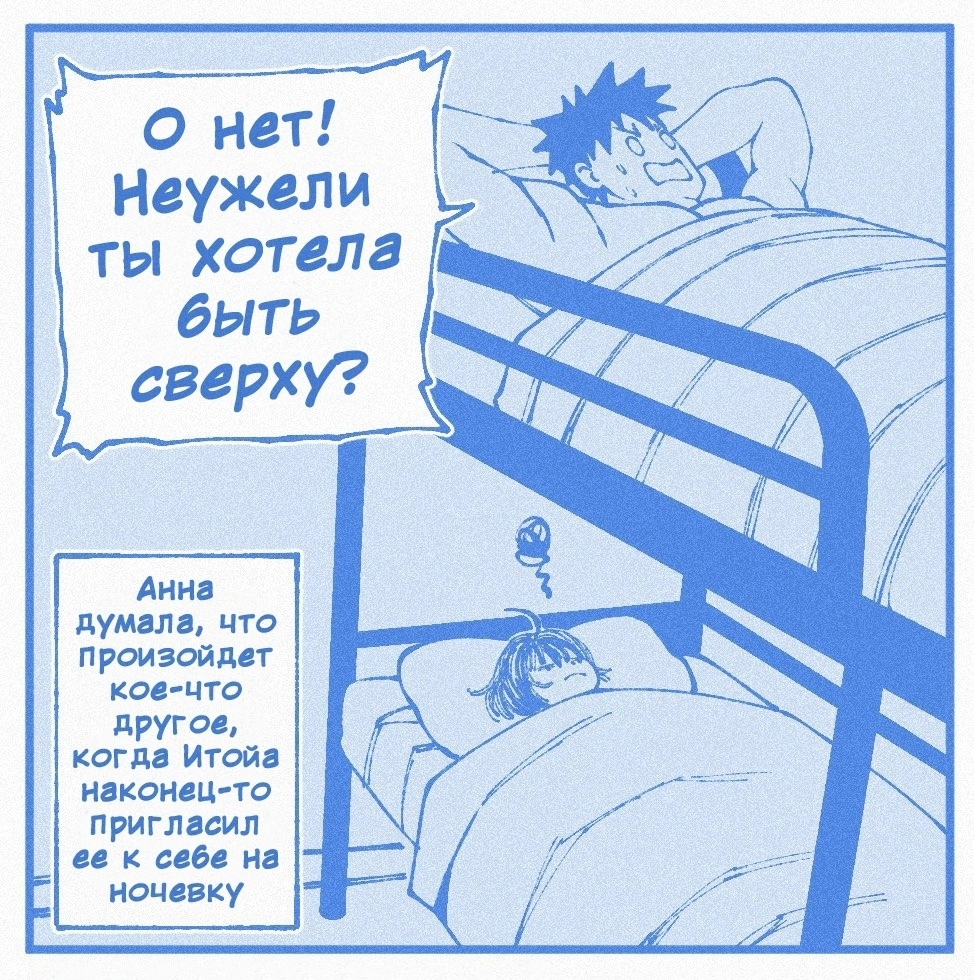 О нет!
Неужели
ты хотела
быть
сверху?
Анна
думала, что
произойдет
кое-что
другое,
когда Итойа
наконец-то
пригласил
ее к себе на
ночевку